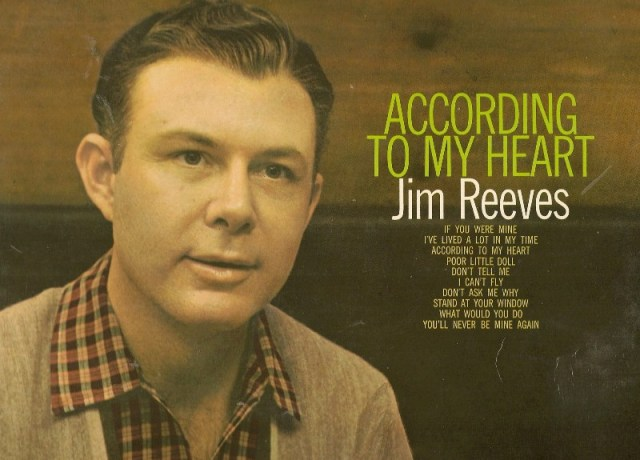 ACCORDING
TO MY HEART
Jim Reeves
IF YOU WERE MINE
I'VE LIVED A LOT IN MY TIME
ACCORDING TO MY HEART
POOR LITTLE DOLL
DON'T TELL ME
I CAN'T FLY
DON'T ASK ME WHY
STAND AT YOUR WINDOW
WHAT WOULD YOU DO
YOU'LL NEVER BE MINE AGAIN